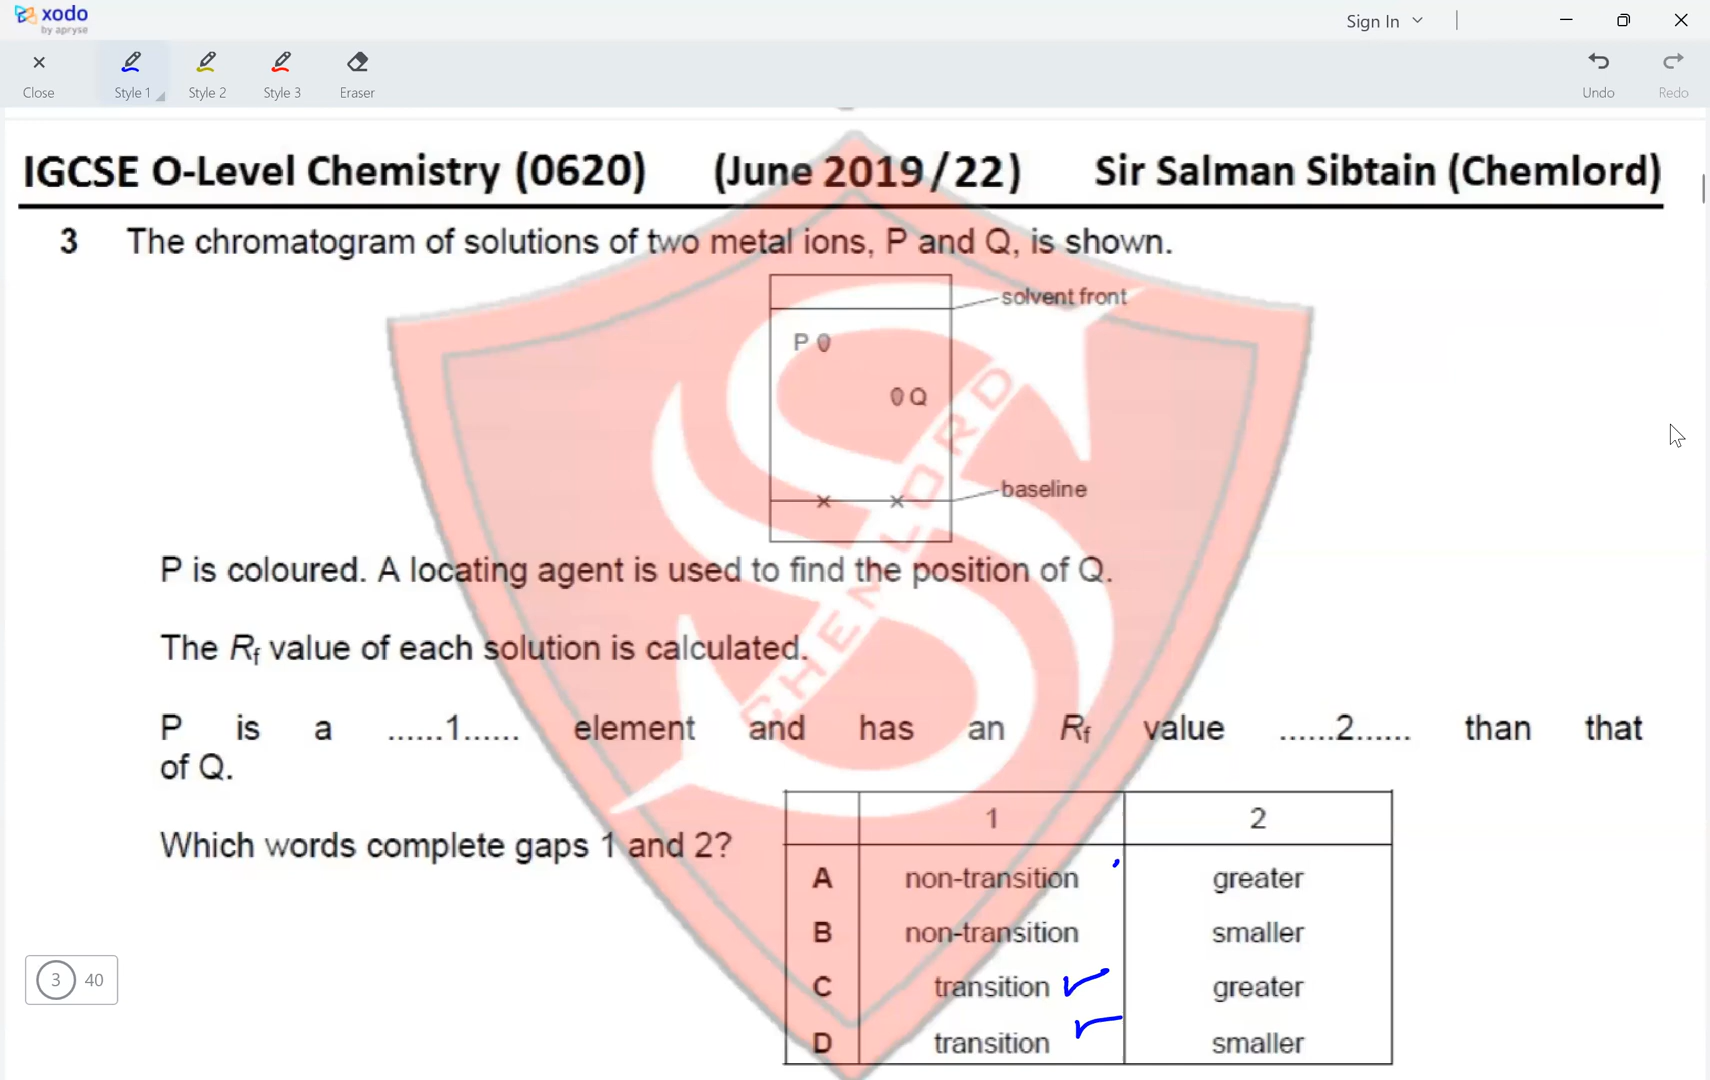 xodo
by apryse
Sign In
Close
Style 1
Style 2
Style 3
Eraser
Undo
Redo
IGCSE O-Level Chemistry (0620) (June 2019/22) Sir Salman Sibtain (Chemlord)
3 The chromatogram of solutions of two metal ions, P and Q, is shown.
solvent front
P
Q
baseline
CHEMLORD
P is coloured. A locating agent is used to find the position of Q.
The Rf value of each solution is calculated.
P is a ......1...... element and has an Rf value ......2...... than that
of Q.
Which words complete gaps 1 and 2?
1 2
A non-transition greater
B non-transition smaller
C transition greater
D transition smaller
3 40